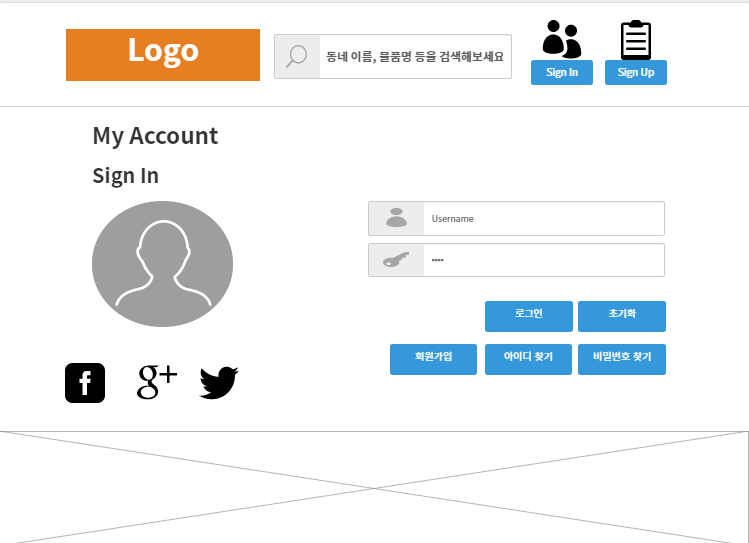 Logo
동네 이름, 물품명 등을 검색해보세요
Sign In
Sign Up
My Account
Sign In
Username
••••
로그인
초기화
회원가입
아이디 찾기
비밀번호 찾기